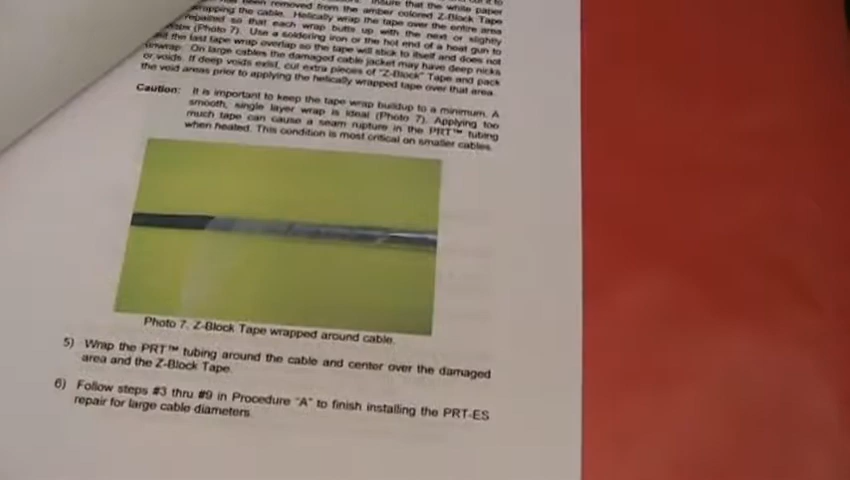 been removed from the amber colored Z-Block Tape
wrapping the cable. Helically wrap the tape over the entire area
repaired so that each wrap butts up with the next or slightly
(Photo 7). Use a soldering iron or the hot end of a heat gun to
the last tape wrap overlap so the tape will stick to itself and does not
unwrap. On large cables the damaged cable jacket may have deep nicks
or voids. If deep voids exist, cut extra pieces of "Z-Block" Tape and pack
the void areas prior to applying the helically wrapped tape over that area.
Caution: It is important to keep the tape wrap buildup to a minimum. A
smooth, single layer wrap is ideal (Photo 7). Applying too
much tape can cause a seam rupture in the PRT™ tubing
when heated. This condition is most critical on smaller cables.
Photo 7. Z-Block Tape wrapped around cable.
5) Wrap the PRT™ tubing around the cable and center over the damaged
area and the Z-Block Tape.
6) Follow steps #3 thru #9 in Procedure "A" to finish installing the PRT-ES
repair for large cable diameters.